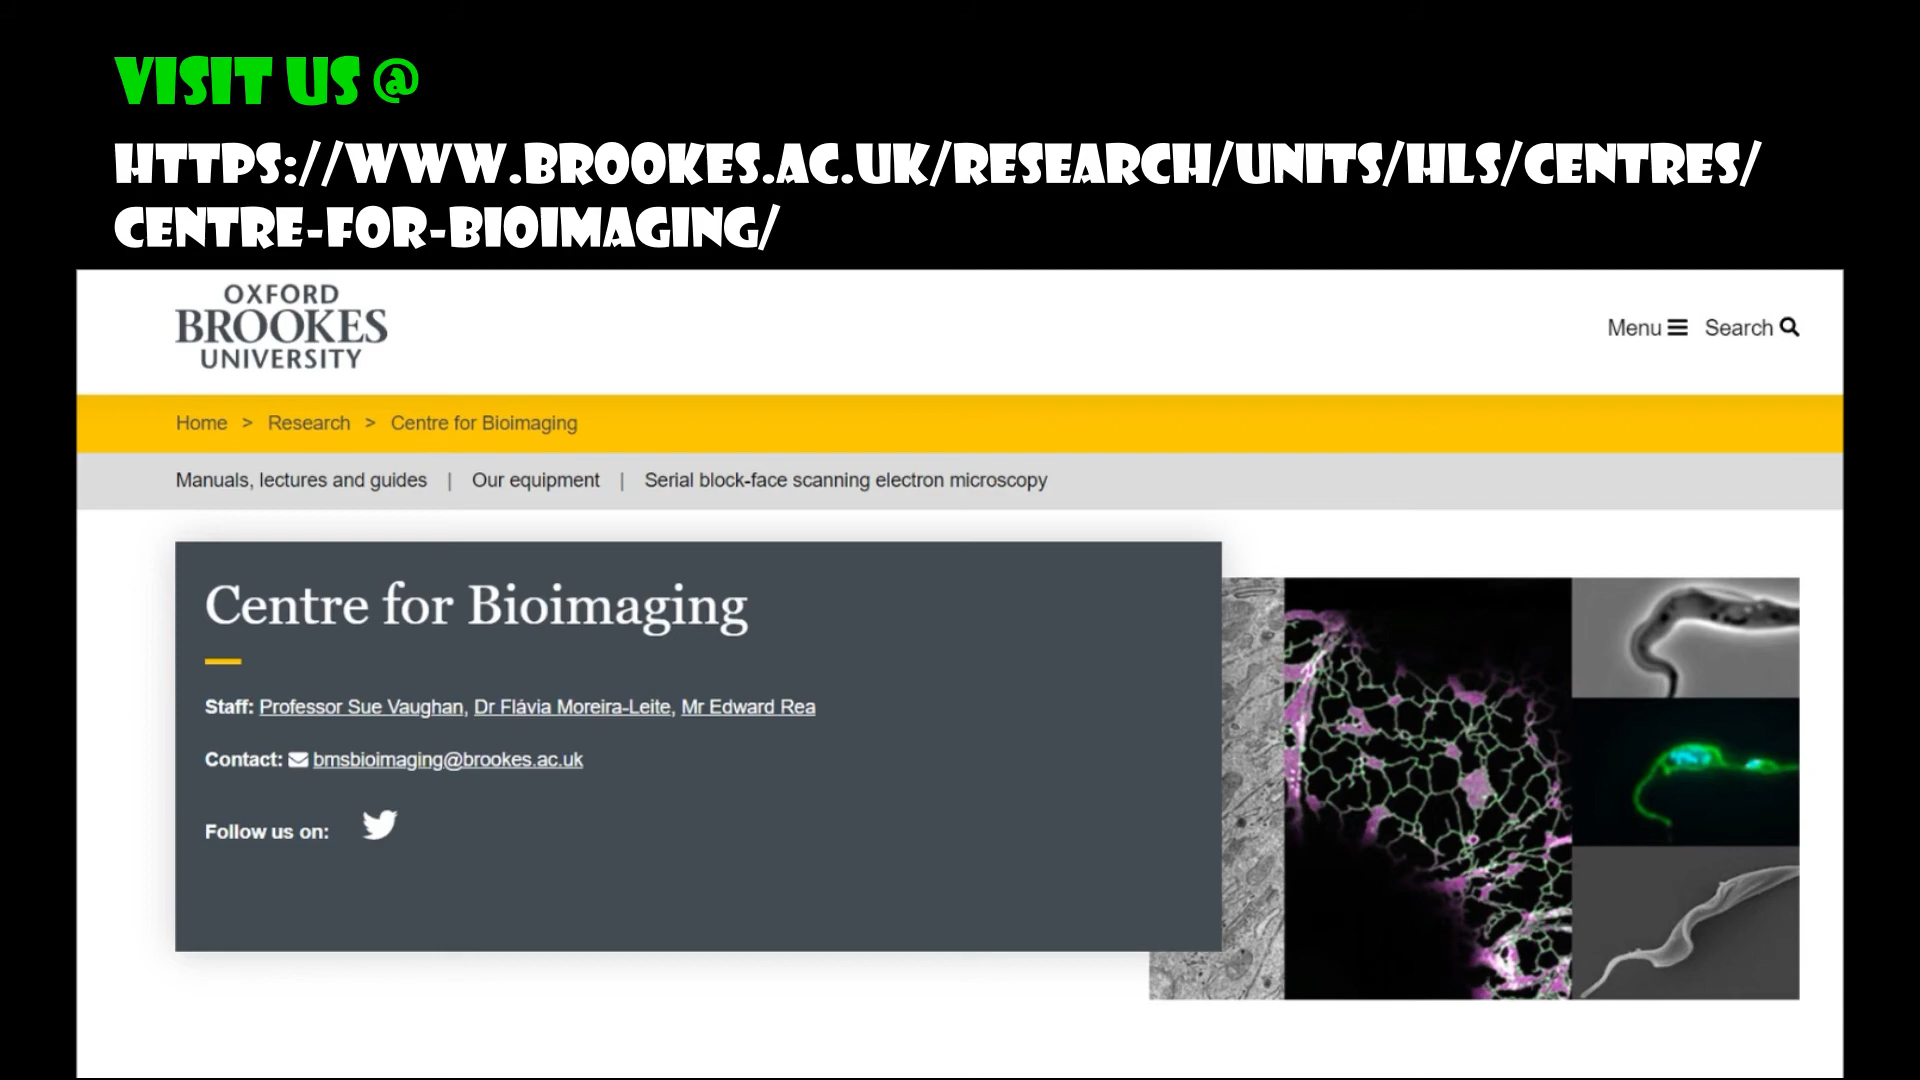 VISIT US @
HTTPS://WWW.BROOKES.AC.UK/RESEARCH/UNITS/HLS/CENTRES/
CENTRE-FOR-BIOIMAGING/
OXFORD
BROOKES
UNIVERSITY
Menu Search
Home > Research > Centre for Bioimaging
Manuals, lectures and guides | Our equipment | Serial block-face scanning electron microscopy
Centre for Bioimaging
Staff: Professor Sue Vaughan, Dr Flávia Moreira-Leite, Mr Edward Rea
Contact: bmsbioimaging@brookes.ac.uk
Follow us on: